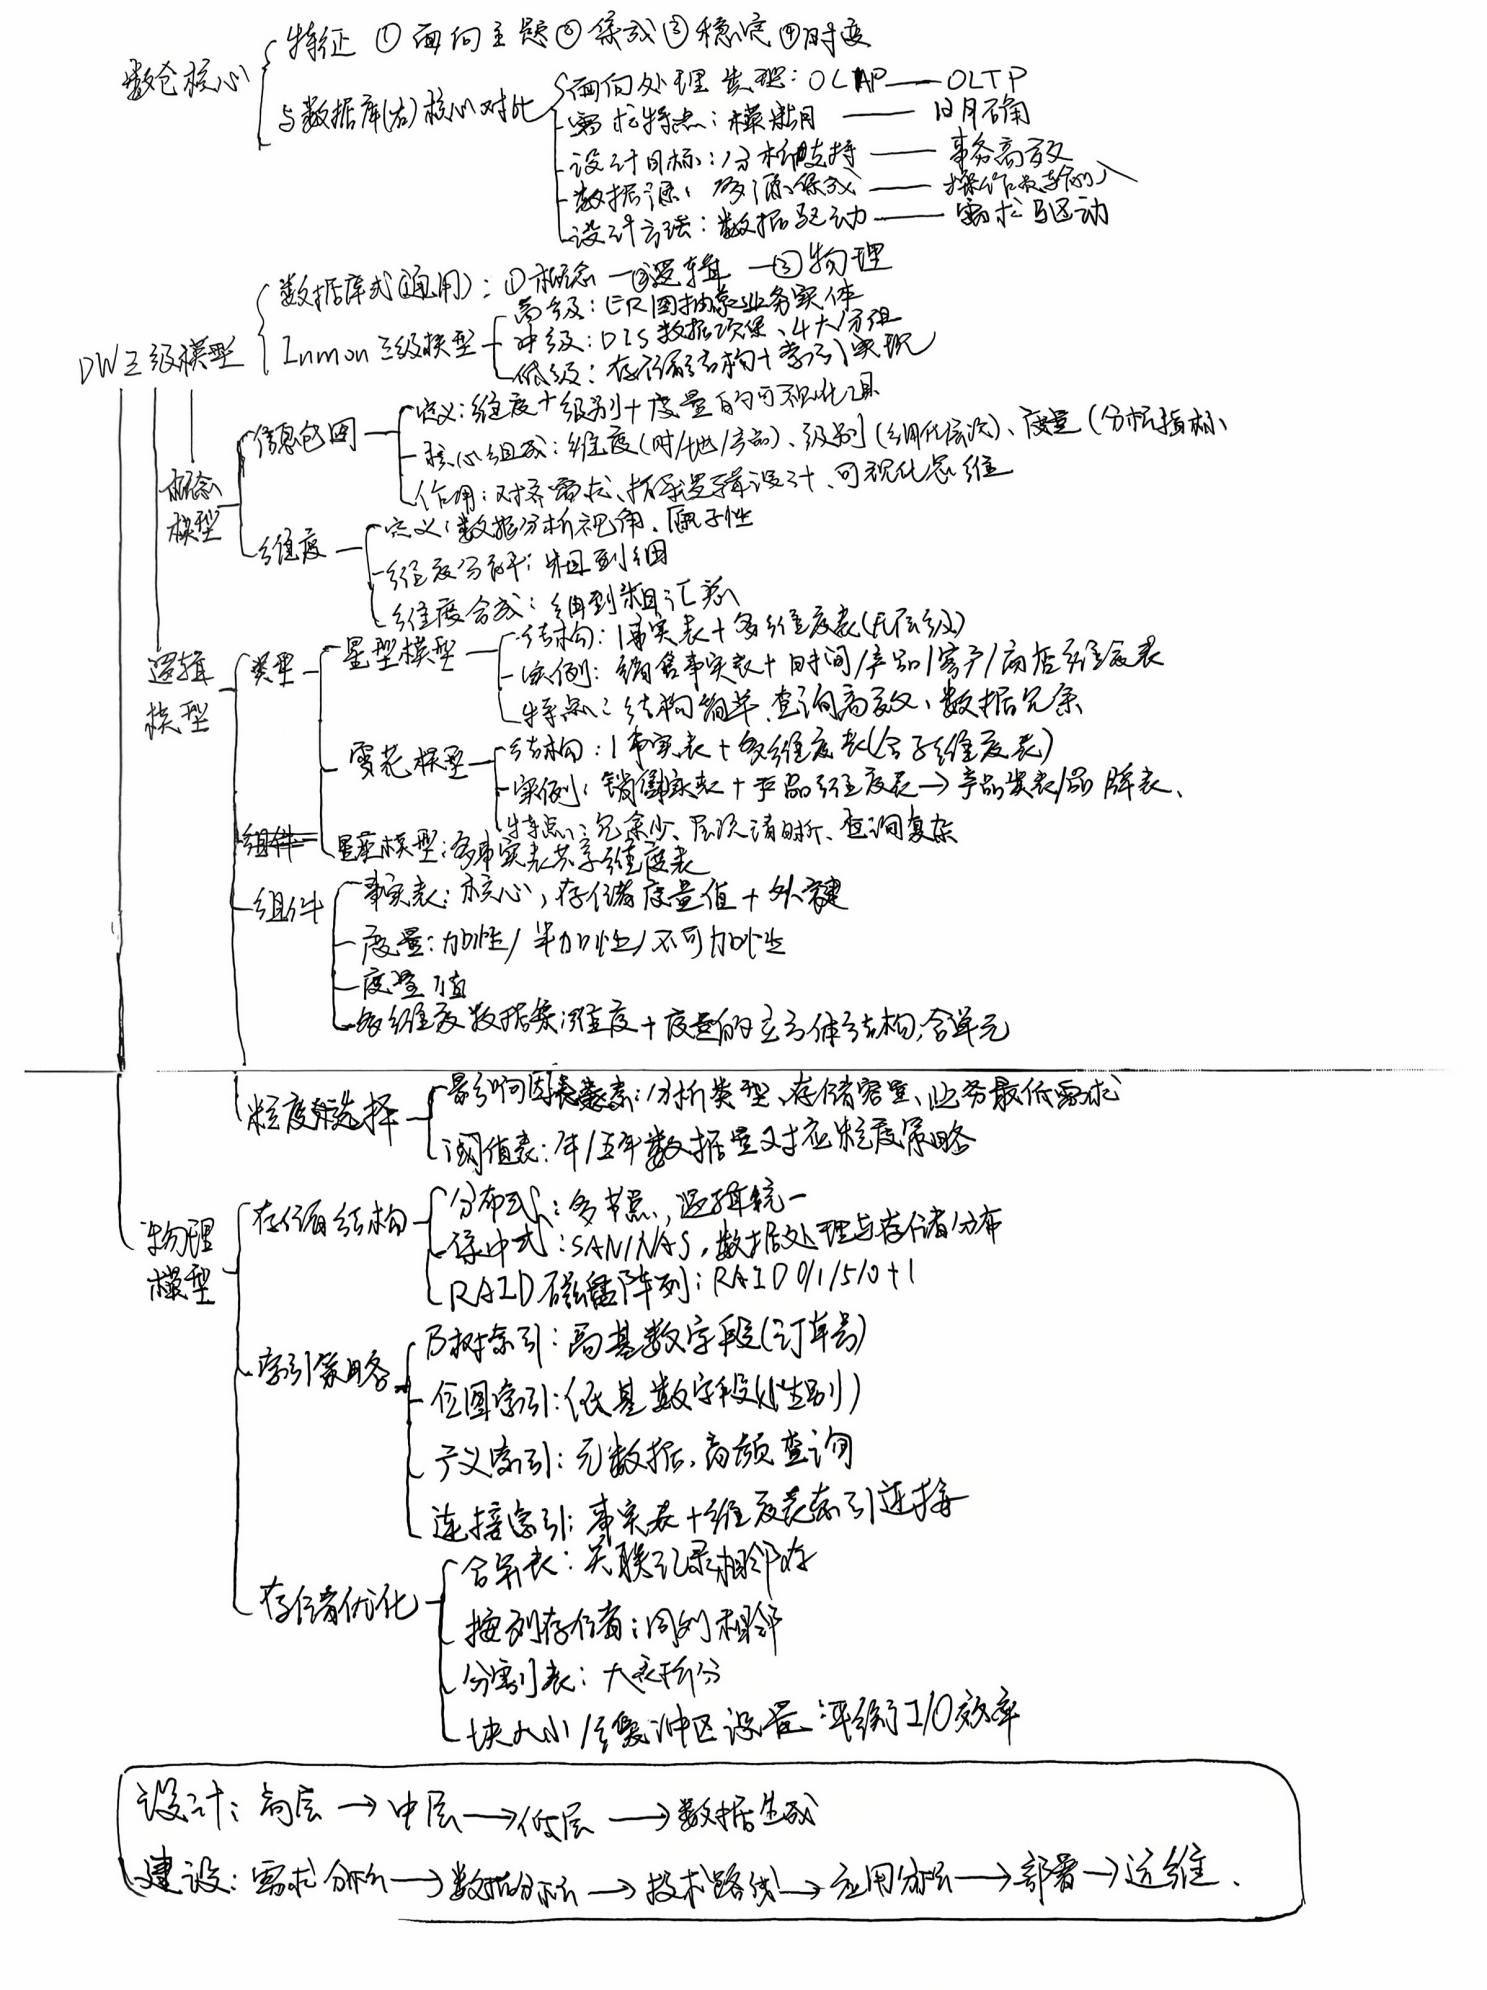 数仓核心
特征 ①面向主题②集成③稳定④时变
与数据库(右)核心对比
面向处理类型: OLAP — OLTP
需求特点: 模糊 — 明确
设计目标: 分析支持 — 事务高效
数据源: 多源集成 — 操作
设计方法: 数据驱动 — 需求驱动
DW三级模型
数据库式(通用): ①概念—②逻辑—③物理
Inmon三级模型
高级: ER图抽象业务实体
中级: DIS数据项集、4大分组
低级: 存储结构+索引实现
概念模型
信息包图
定义: 维度+级别+度量的可视化工具
核心组成: 维度(时/地/产品)、级别(细化层次)、度量(分析指标)
作用: 对齐需求、指导逻辑设计、可视化思维
维度
定义: 数据分析视角、原子性
维度分解: 粗到细
维度合成: 细到粗汇总
逻辑模型
类型
星型模型
结构: 1事实表+多维度表(无层级)
实例: 销售事实表+时间/产品/客户/商店维度表
特点: 结构简单、查询高效、数据冗余
雪花模型
结构: 1事实表+多维度表(含子维度表)
实例: 销售事实表+产品维度表→产品类表/品牌表、
特点: 冗余少、层次清晰、查询复杂
组件
星座模型: 多事实表共享维度表
组件
事实表: 核心, 存储度量值+外键
度量: 加性/半加性/不可加性
度量值
多维度数据集: 维度+度量的立方体结构, 含单元
粒度选择
影响因素: 分析类型、存储容量、业务最低需求
阈值表: 1年/五年数据量对应粒度策略
物理模型
存储结构
分布式: 多节点, 逻辑统一
集中式: SAN/NAS, 数据处理与存储分布
RAID磁盘阵列: RAID 0/1/5/0+1
索引策略
B树索引: 高基数字段(订单号)
位图索引: 低基数字段(性别)
广义索引: 元数据, 高频查询
连接索引: 事实表+维度表索引连接
存储优化
合并表: 关联记录相邻存
按列存储: 同列相邻
分割表: 大表拆分
块大小/缓冲区设置: 平衡I/O效率
设计: 高层→中层→低层→数据生成
建设: 需求分析→数据分析→技术路线→应用分析→部署→运维.